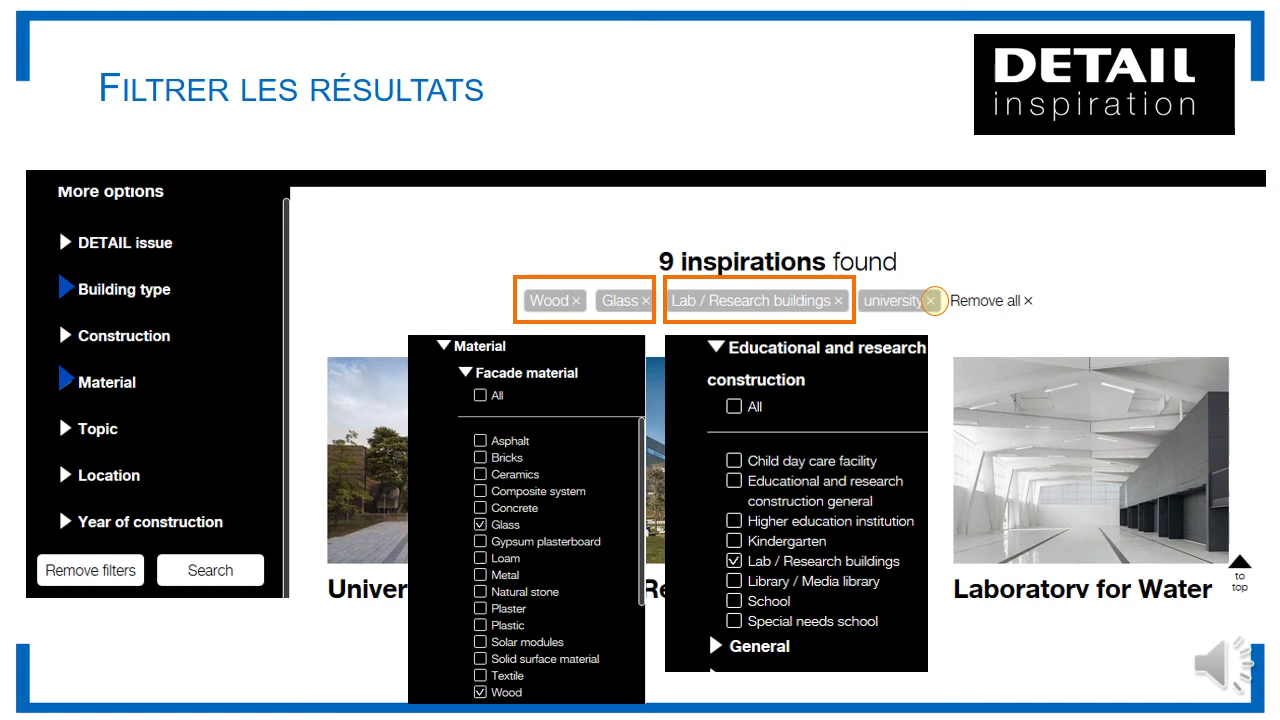 FILTRER LES RÉSULTATS
DETAIL
inspiration
More options
DETAIL issue
Building type
Construction
Material
Topic
Location
Year of construction
Remove filters
Search
9 inspirations found
Wood × Glass × Lab / Research buildings × university × Remove all ×
Material
Facade material
All
Asphalt
Bricks
Ceramics
Composite system
Concrete
Glass
Gypsum plasterboard
Loam
Metal
Natural stone
Plaster
Plastic
Solar modules
Solid surface material
Textile
Wood
Educational and research
construction
All
Child day care facility
Educational and research
construction general
Higher education institution
Kindergarten
Lab / Research buildings
Library / Media library
School
Special needs school
General
Univer
Re
Laboratory for Water
to
top